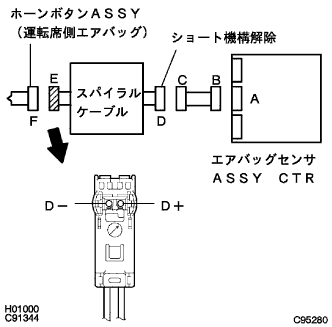 ホーンボタンＡＳＳＹ
（運転席側エアバッグ）
ショート機構解除
E
C
B
スパイラル
ケーブル
A
F
D
エアバッグセンサ
ＡＳＳＹ ＣＴＲ
D－
D＋
H01000
C91344
C95280